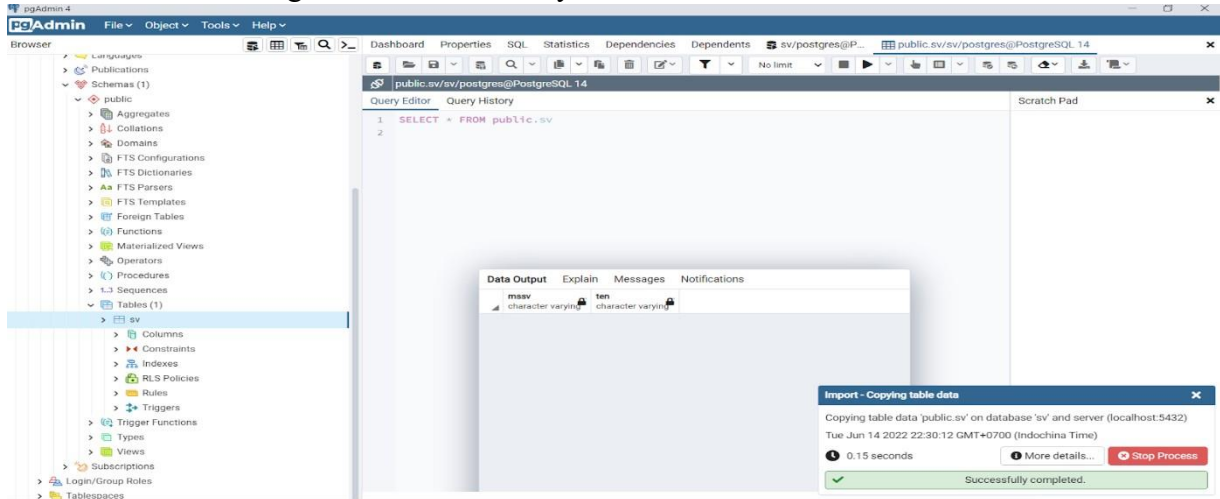 pgAdmin 4
pgAdmin File Object Tools Help
Browser
Dashboard Properties SQL Statistics Dependencies Dependents sv/postgres@P... public.sv/sv/postgres@PostgreSQL 14
No limit
public.sv/sv/postgres@PostgreSQL 14
Query Editor Query History
Scratch Pad
1 SELECT * FROM public.sv
2
Languages
Publications
Schemas (1)
public
Aggregates
Collations
Domains
FTS Configurations
FTS Dictionaries
FTS Parsers
FTS Templates
Foreign Tables
Functions
Materialized Views
Operators
Procedures
Sequences
Tables (1)
sv
Columns
Constraints
Indexes
RLS Policies
Rules
Triggers
Trigger Functions
Types
Views
Subscriptions
Login/Group Roles
Tablespaces
Data Output Explain Messages Notifications
mssv ten
character varying character varying
Import - Copying table data
Copying table data 'public.sv' on database 'sv' and server (localhost:5432)
Tue Jun 14 2022 22:30:12 GMT+0700 (Indochina Time)
0.15 seconds More details... Stop Process
Successfully completed.